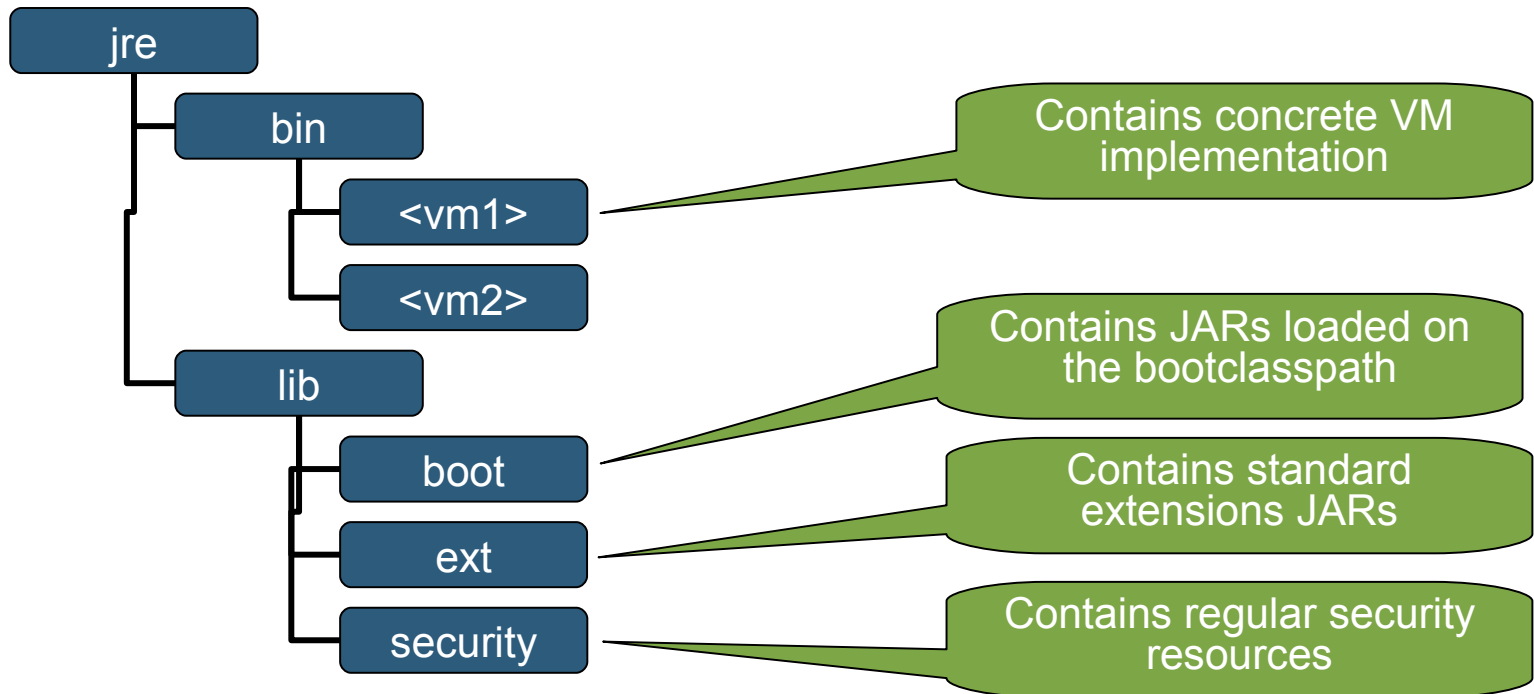 jre
bin
Contains concrete VM
implementation
<vm1>
<vm2>
Contains JARs loaded on
the bootclasspath
lib
boot
Contains standard
extensions JARs
ext
Contains regular security
resources
security